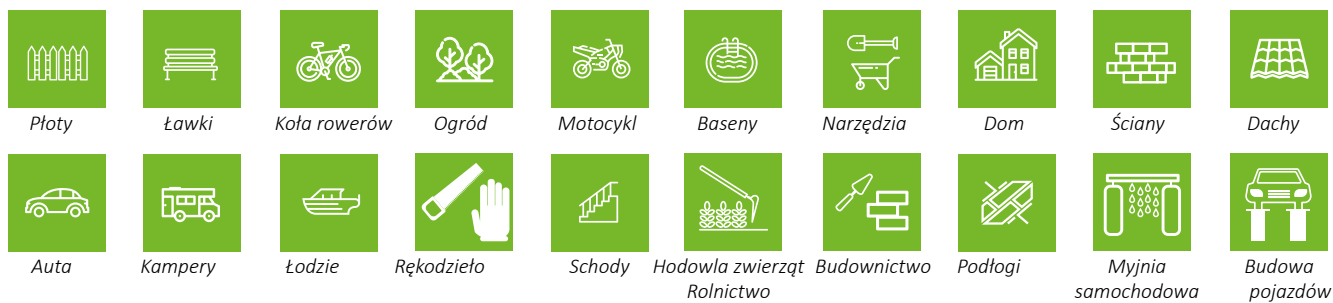 Płoty Ławki Koła rowerów Ogród Motocykl Baseny Narzędzia Dom Ściany Dachy
Auta Kampery Łodzie Rękodzieło Schody Hodowla zwierząt Budownictwo Podłogi Myjnia Budowa
Rolnictwo samochodowa pojazdów